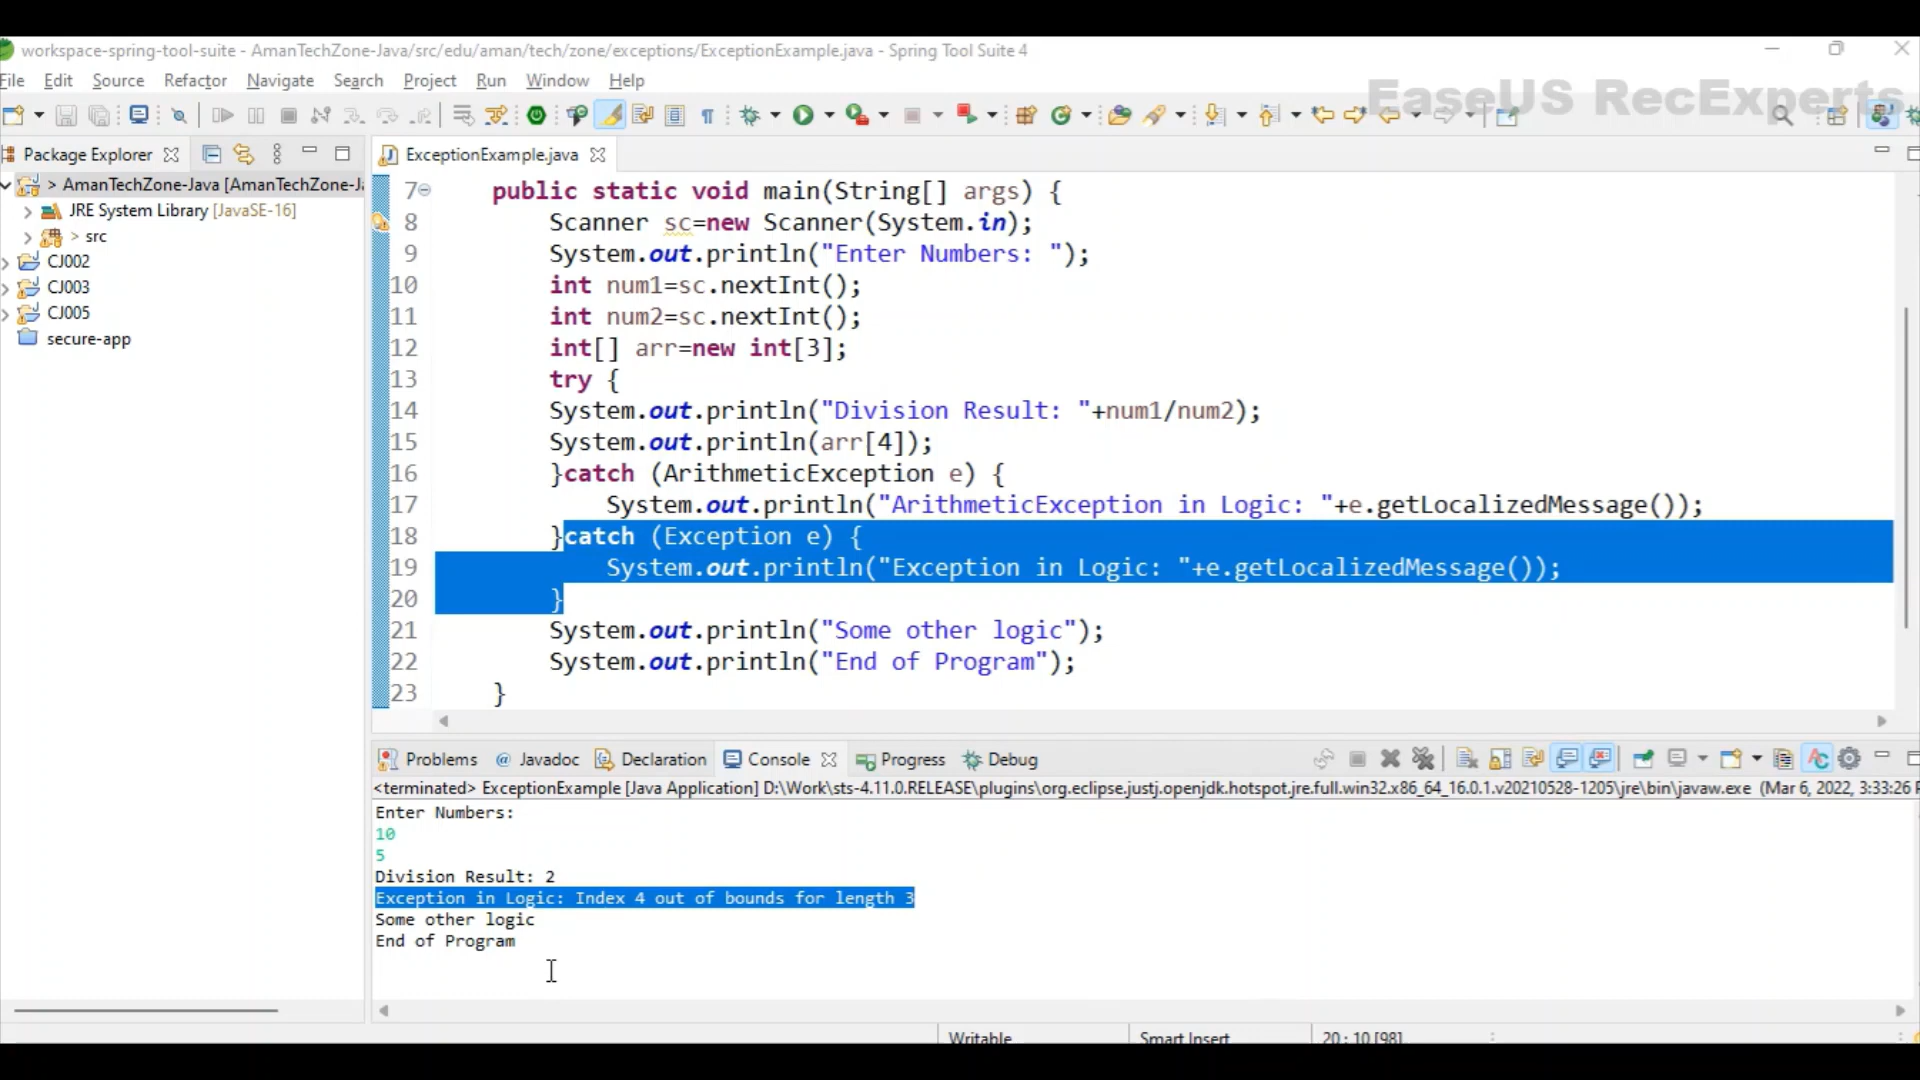 workspace-spring-tool-suite - AmanTechZone-Java/src/edu/aman/tech/zone/exceptions/ExceptionExample.java - Spring Tool Suite 4
File Edit Source Refactor Navigate Search Project Run Window Help
EaseUS RecExperts
Package Explorer
> AmanTechZone-Java [AmanTechZone-Ja
JRE System Library [JavaSE-16]
> src
CJ002
CJ003
CJ005
secure-app
ExceptionExample.java
7 public static void main(String[] args) {
8 Scanner sc=new Scanner(System.in);
9 System.out.println("Enter Numbers: ");
10 int num1=sc.nextInt();
11 int num2=sc.nextInt();
12 int[] arr=new int[3];
13 try {
14 System.out.println("Division Result: "+num1/num2);
15 System.out.println(arr[4]);
16 }catch (ArithmeticException e) {
17 System.out.println("ArithmeticException in Logic: "+e.getLocalizedMessage());
18 }catch (Exception e) {
19 System.out.println("Exception in Logic: "+e.getLocalizedMessage());
20 }
21 System.out.println("Some other logic");
22 System.out.println("End of Program");
23 }
Problems @ Javadoc Declaration Console Progress Debug
<terminated> ExceptionExample [Java Application] D:\Work\sts-4.11.0.RELEASE\plugins\org.eclipse.justj.openjdk.hotspot.jre.full.win32.x86_64_16.0.1.v20210528-1205\jre\bin\javaw.exe (Mar 6, 2022, 3:33:26 P
Enter Numbers:
10
5
Division Result: 2
Exception in Logic: Index 4 out of bounds for length 3
Some other logic
End of Program
Writable Smart Insert 20 : 10 [98]